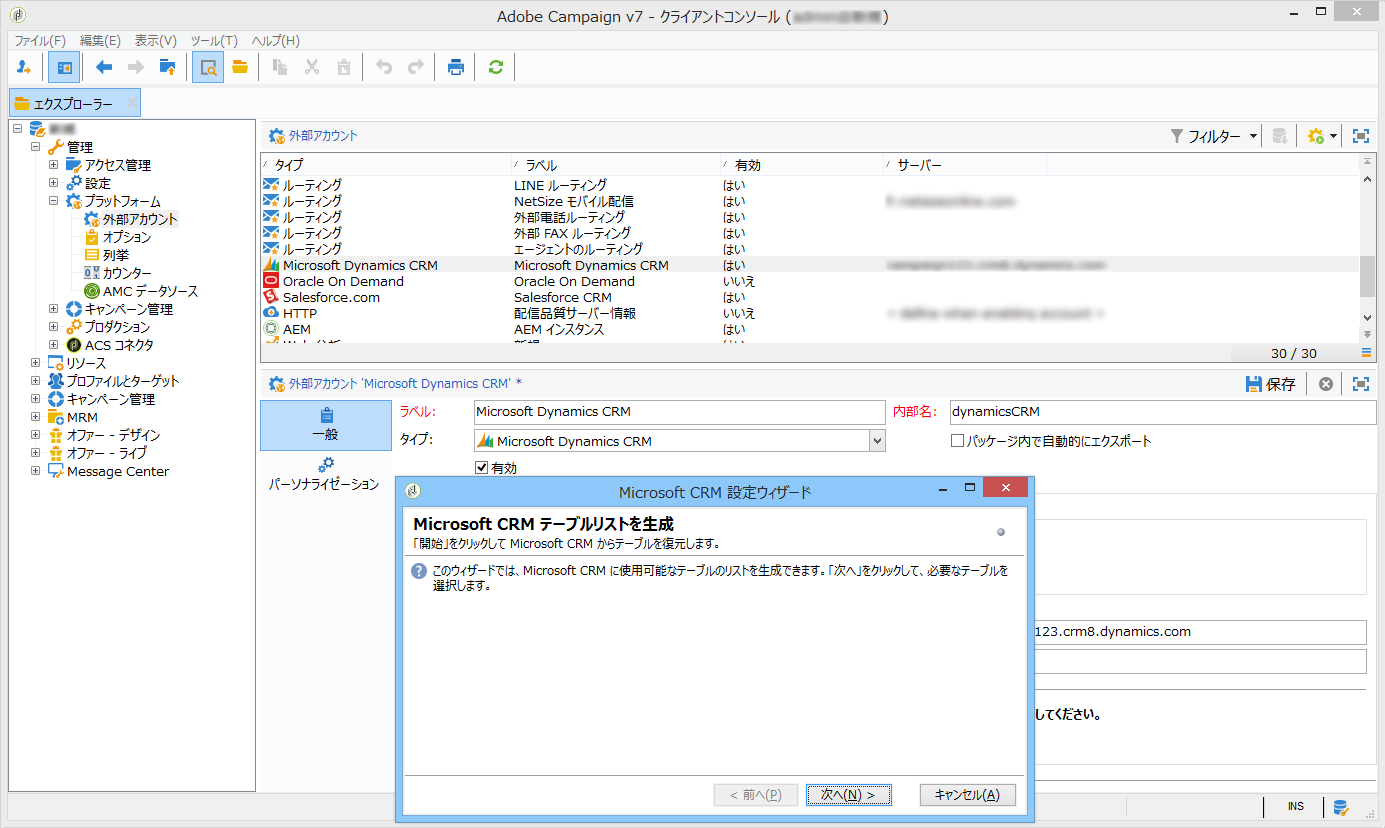 Adobe Campaign v7 - クライアントコンソール (
ファイル(F) 編集(E) 表示(V) ツール(T) ヘルプ(H)
エクスプローラー
管理
アクセス管理
設定
プラットフォーム
外部アカウント
オプション
列挙
カウンター
AMC データソース
キャンペーン管理
プロダクション
ACS コネクタ
リソース
プロファイルとターゲット
キャンペーン管理
MRM
オファー - デザイン
オファー - ライブ
Message Center
外部アカウント フィルター
タイプ ラベル 有効 サーバー
ルーティング LINE ルーティング はい
ルーティング NetSize モバイル配信 はい
ルーティング 外部電話ルーティング はい
ルーティング 外部 FAX ルーティング はい
ルーティング エージェントのルーティング はい
Microsoft Dynamics CRM Microsoft Dynamics CRM はい
Oracle On Demand Oracle On Demand いいえ
Salesforce.com Salesforce CRM はい
HTTP 配信品質サーバー情報 いいえ
AEM AEM インスタンス はい
30 / 30
外部アカウント 'Microsoft Dynamics CRM' * 保存
一般
パーソナライゼーション
ラベル: Microsoft Dynamics CRM 内部名: dynamicsCRM
タイプ: Microsoft Dynamics CRM パッケージ内で自動的にエクスポート
有効
Microsoft CRM 設定ウィザード
Microsoft CRM テーブルリストを生成
「開始」をクリックして Microsoft CRM からテーブルを復元します。
このウィザードでは、Microsoft CRM に使用可能なテーブルのリストを生成できます。「次へ」をクリックして、必要なテーブルを
選択します。
123.crm8.dynamics.com
してください。
< 前へ(P) 次へ(N) > キャンセル(A)
INS